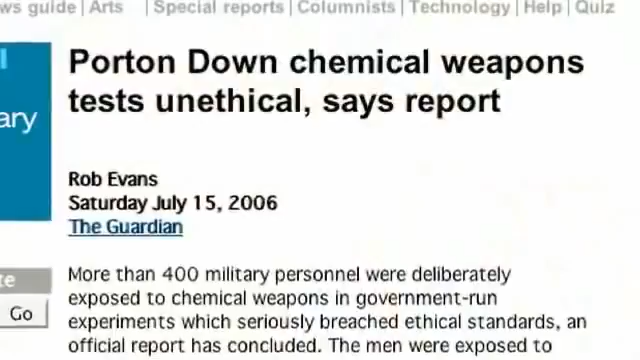 ws guide | Arts | Special reports | Columnists | Technology | Help | Quiz
Porton Down chemical weapons
tests unethical, says report
ary
Rob Evans
Saturday July 15, 2006
The Guardian
More than 400 military personnel were deliberately
exposed to chemical weapons in government-run
Go
experiments which seriously breached ethical standards, an
official report has concluded. The men were exposed to